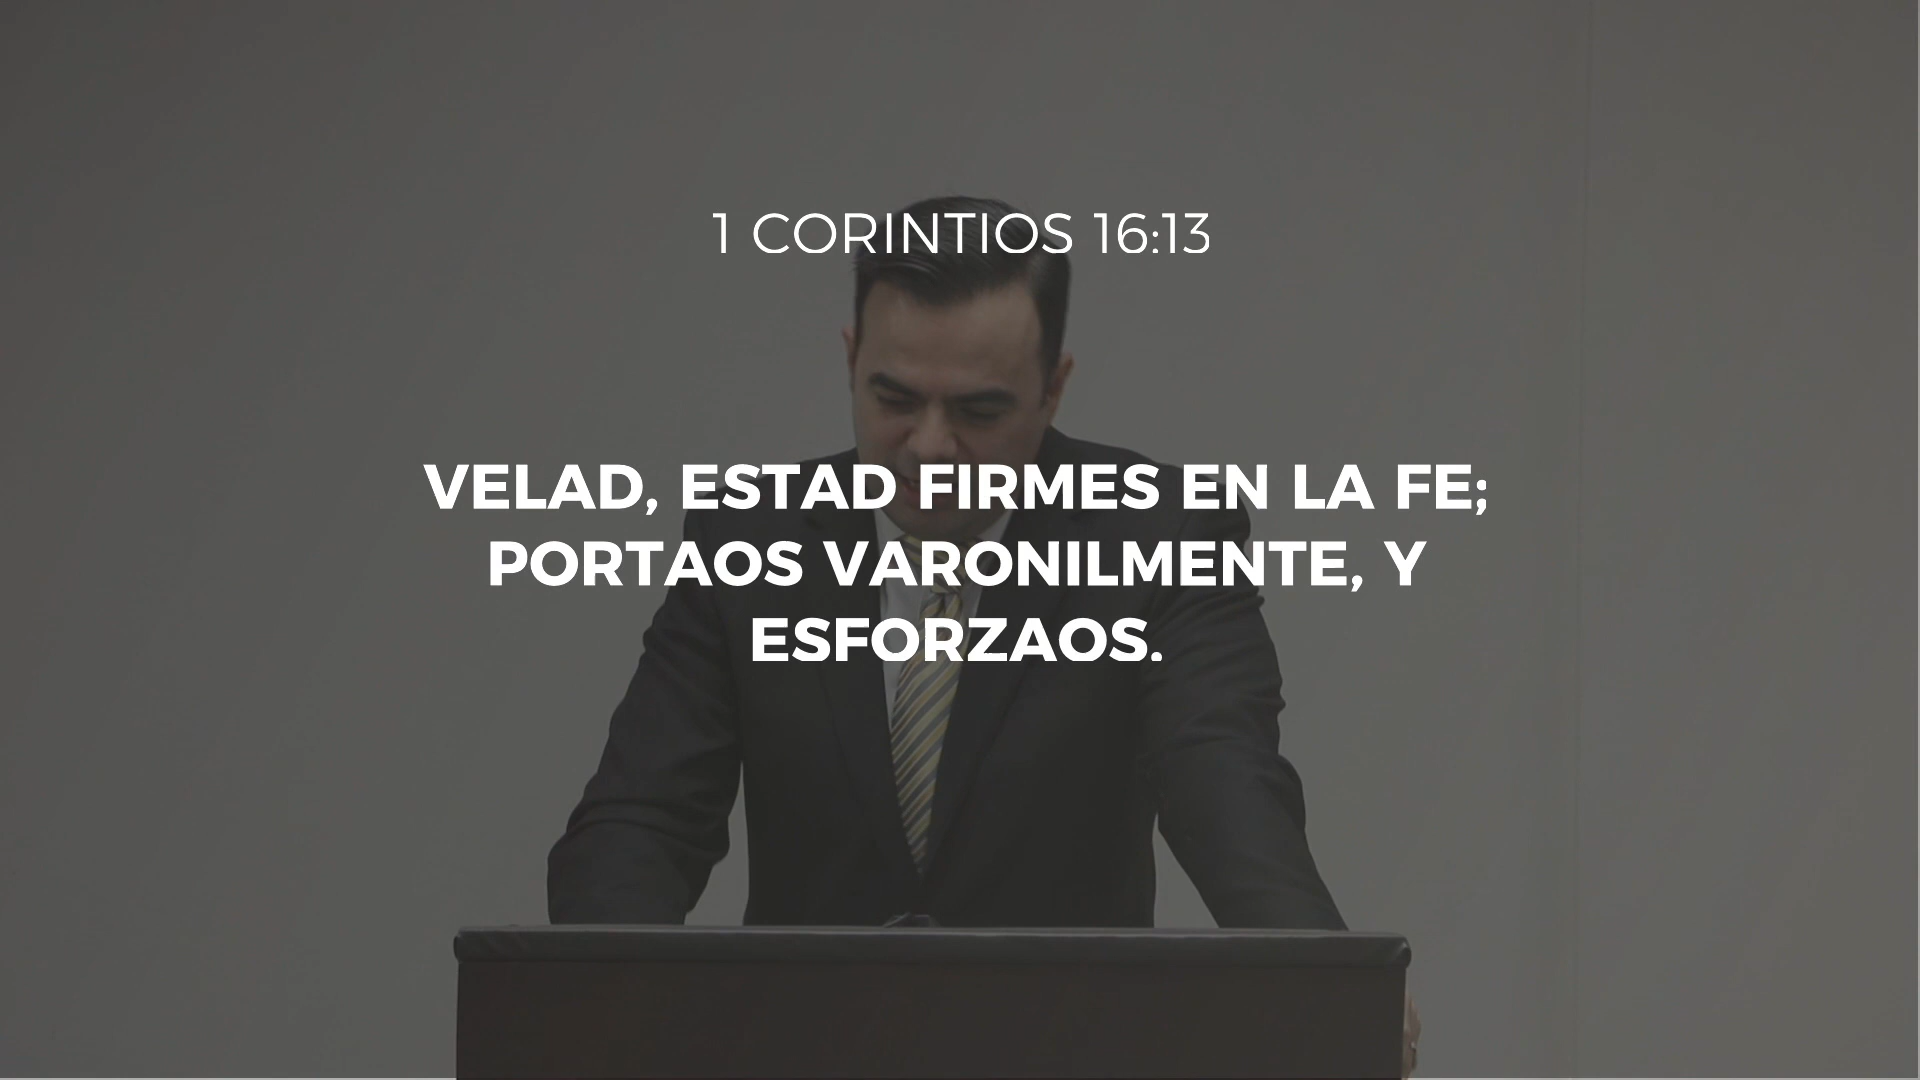 1 CORINTIOS 16:13
VELAD, ESTAD FIRMES EN LA FE;
PORTAOS VARONILMENTE, Y
ESFORZAOS.